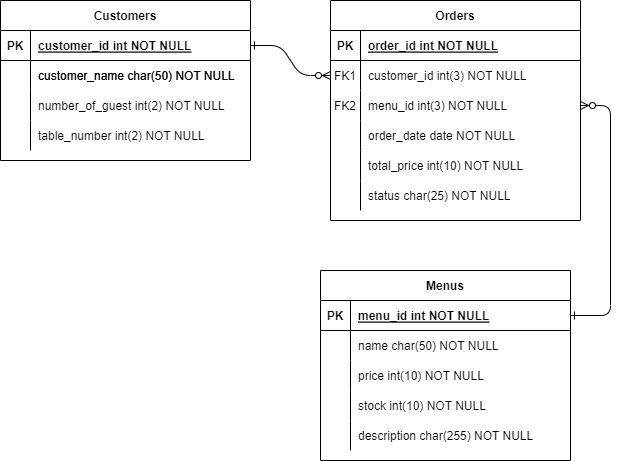 Customers
PK customer_id int NOT NULL
customer_name char(50) NOT NULL
number_of_guest int(2) NOT NULL
table_number int(2) NOT NULL
Orders
PK order_id int NOT NULL
FK1 customer_id int(3) NOT NULL
FK2 menu_id int(3) NOT NULL
order_date date NOT NULL
total_price int(10) NOT NULL
status char(25) NOT NULL
Menus
PK menu_id int NOT NULL
name char(50) NOT NULL
price int(10) NOT NULL
stock int(10) NOT NULL
description char(255) NOT NULL